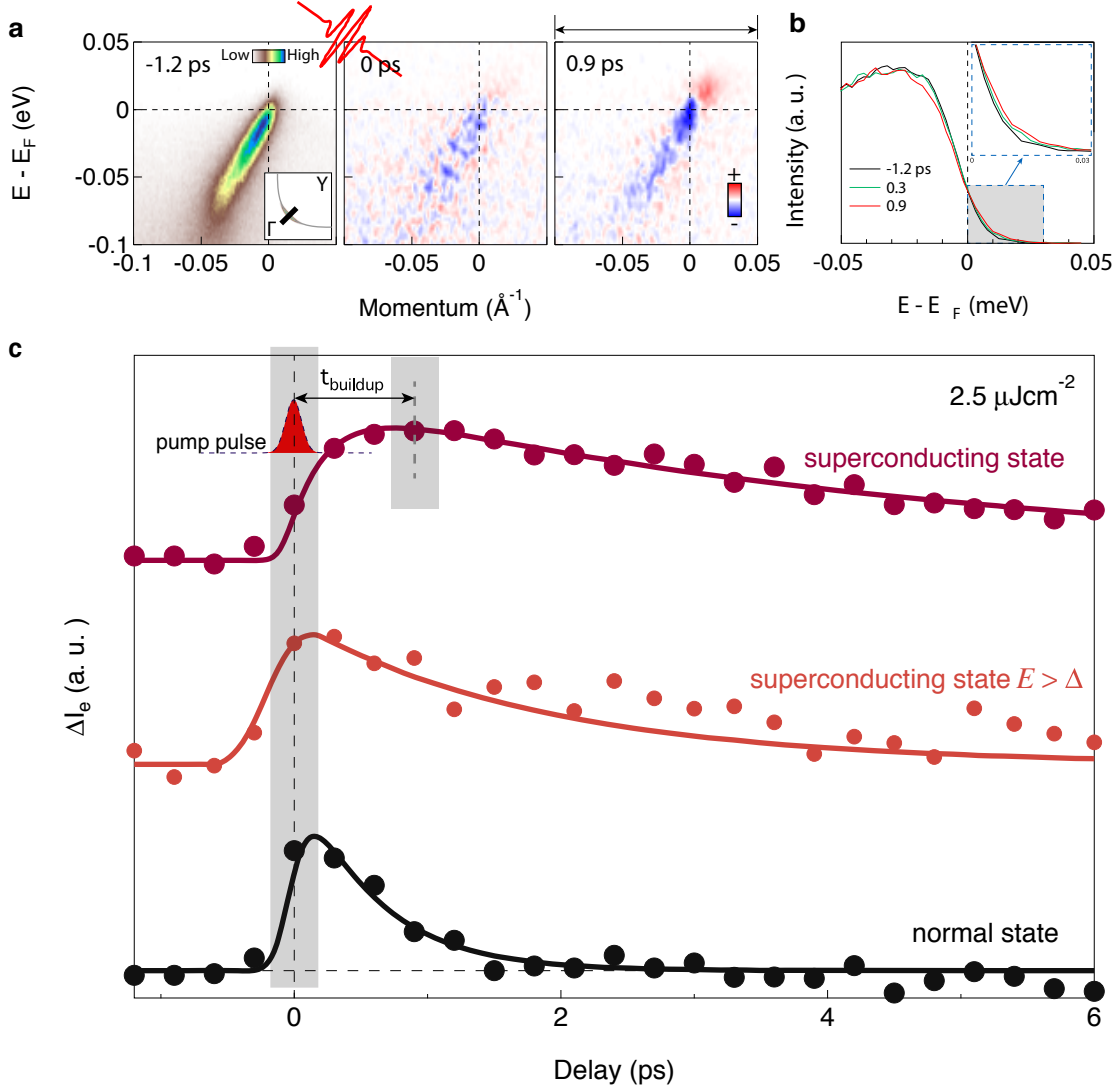 a
-1.2 ps
Low High
0 ps
0.9 ps
+
-
Y
Γ
E - E_F (eV)
0.05
0
-0.05
-0.1
-0.1 -0.05 0
-0.05 0
-0.05 0 0.05
Momentum (Å⁻¹)
b
Intensity (a. u.)
-1.2 ps
0.3
0.9
0 0.03
-0.05 0 0.05
E - E_F (meV)
c
t_buildup
2.5 μJcm⁻²
pump pulse
superconducting state
superconducting state E > Δ
normal state
ΔI_e (a. u.)
0 2 4 6
Delay (ps)